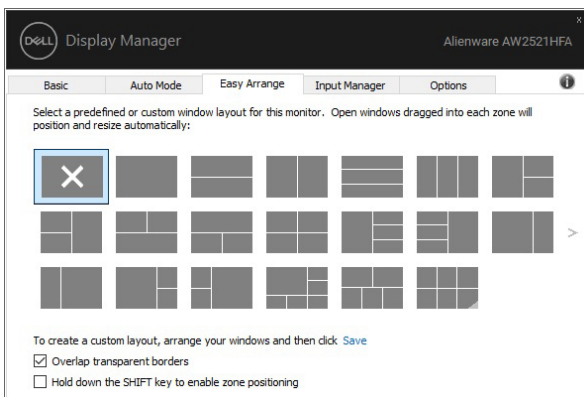 DELL Display Manager
Alienware AW2521HFA
Basic Auto Mode Easy Arrange Input Manager Options
Select a predefined or custom window layout for this monitor. Open windows dragged into each zone will
position and resize automatically:
To create a custom layout, arrange your windows and then click Save
Overlap transparent borders
Hold down the SHIFT key to enable zone positioning